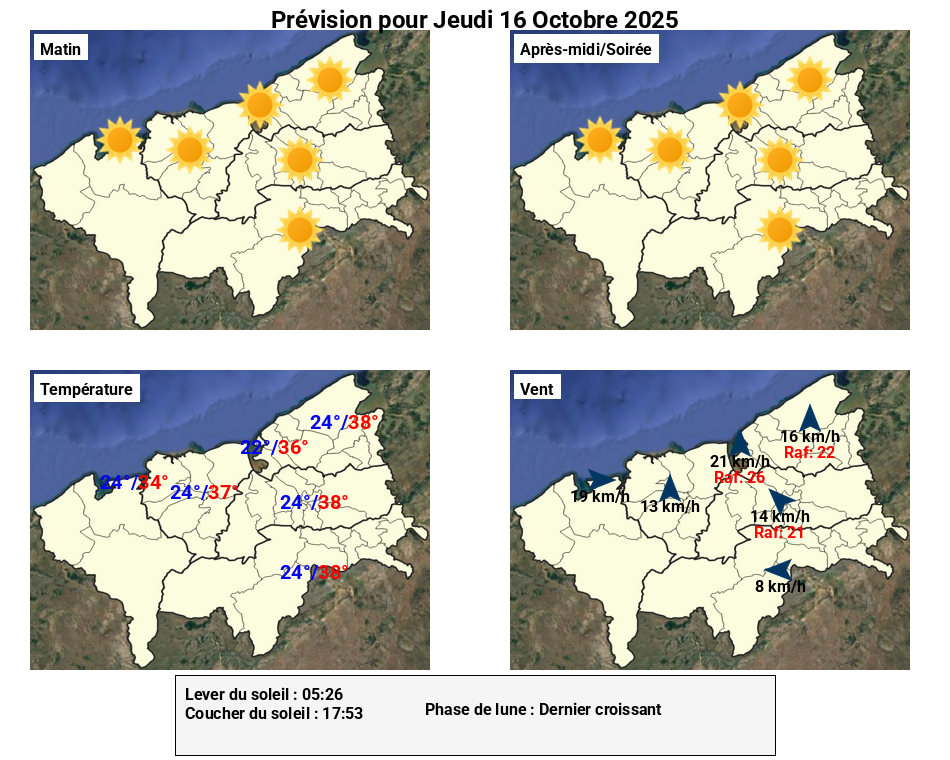 Prévision pour Jeudi 16 Octobre 2025
Matin
Après-midi/Soirée
Température
24°/38°
22°/36°
24°/34°
24°/37°
24°/38°
24°/38°
Vent
16 km/h
Raf: 22
21 km/h
Raf: 26
19 km/h
13 km/h
14 km/h
Raf: 21
8 km/h
Lever du soleil : 05:26
Coucher du soleil : 17:53
Phase de lune : Dernier croissant